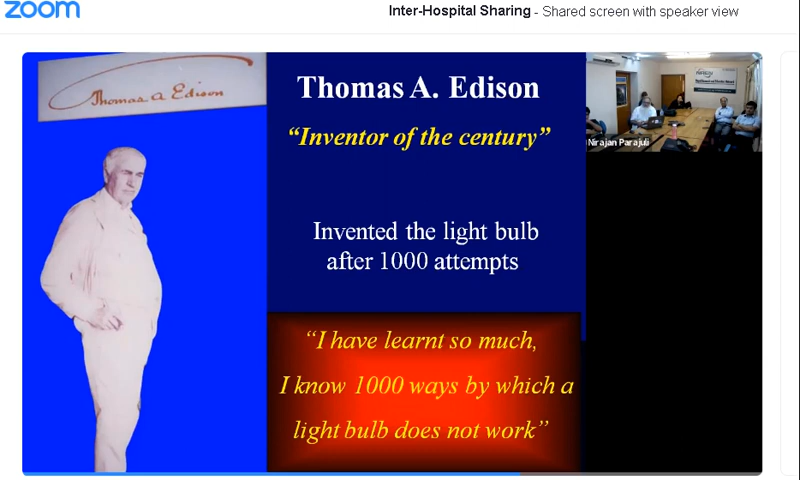 zoom
Inter-Hospital Sharing - Shared screen with speaker view
Thomas a Edison
Thomas A. Edison
“Inventor of the century”
Invented the light bulb
after 1000 attempts
“I have learnt so much,
I know 1000 ways by which a
light bulb does not work”
Nirajan Parajuli